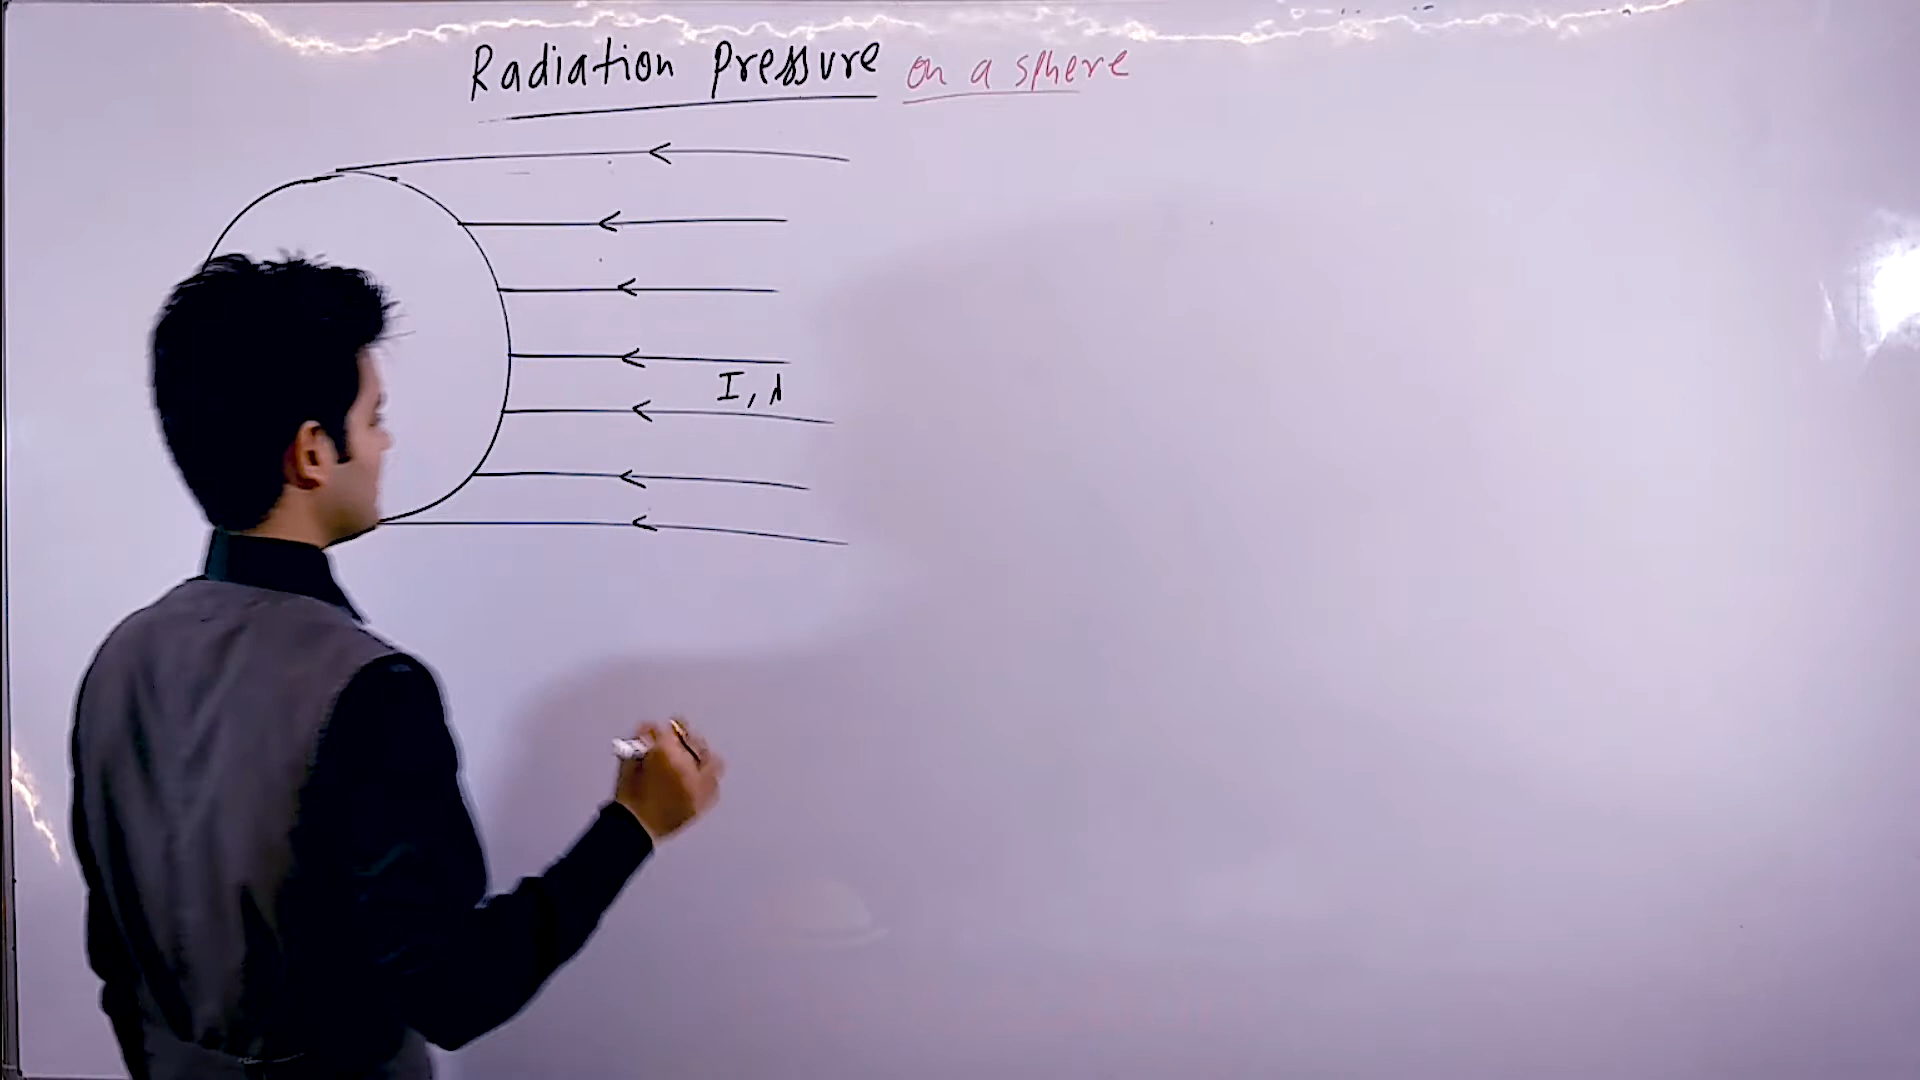 Radiation Pressure on a sphere
I, λ